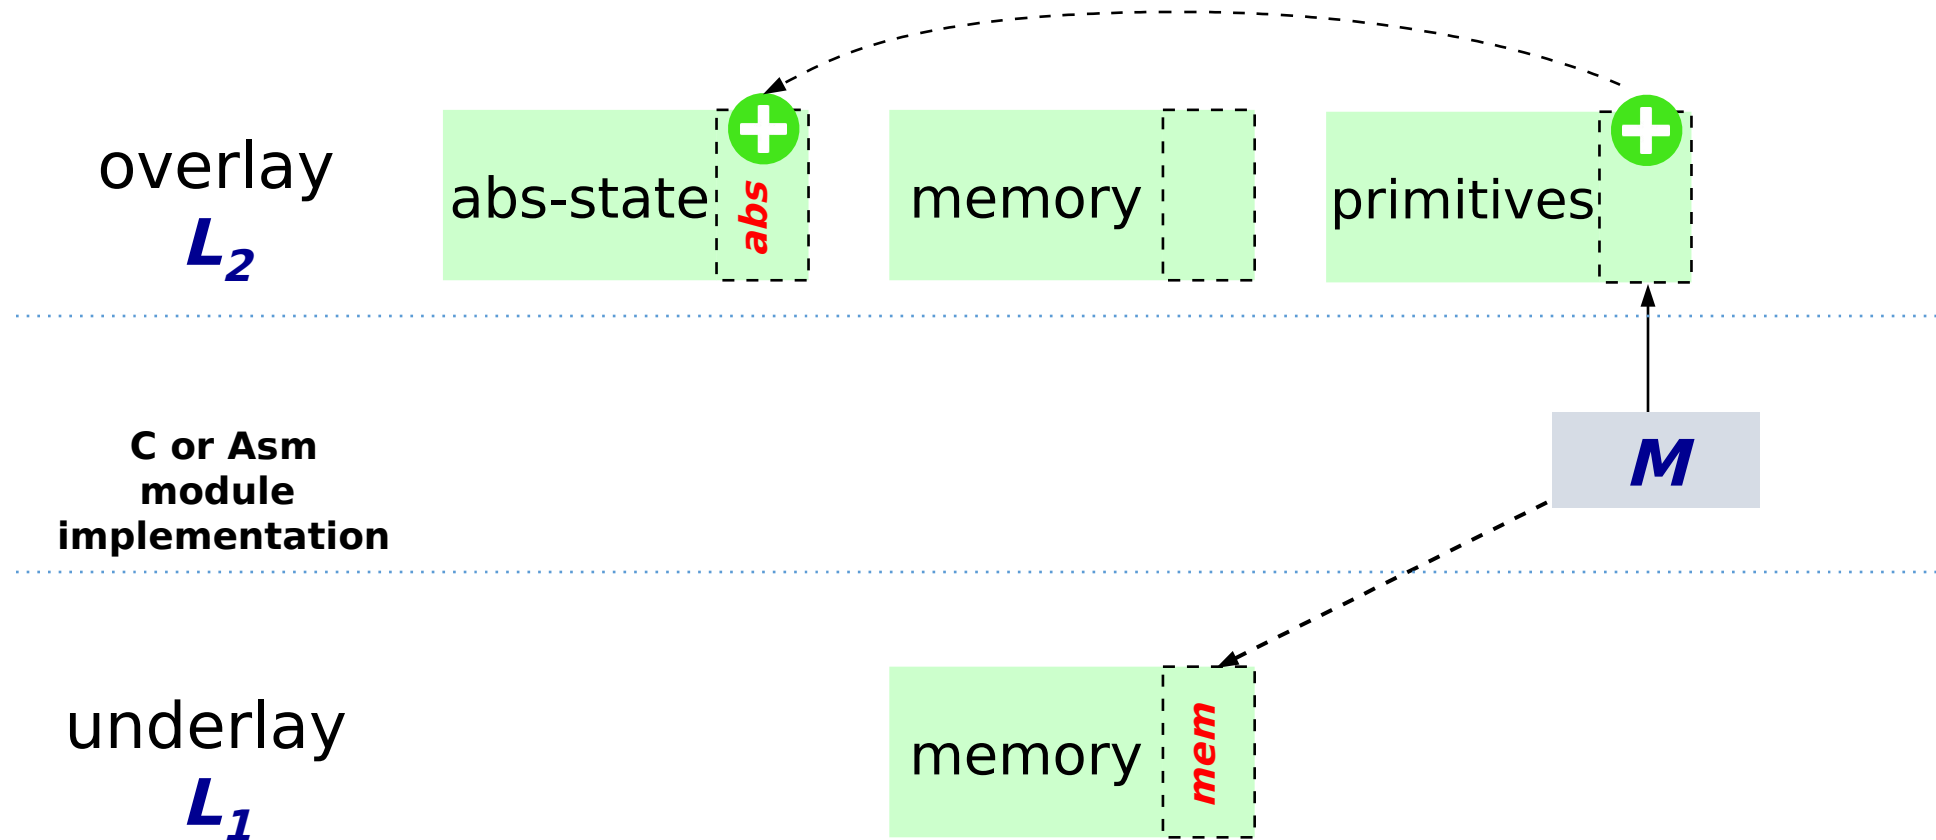 overlay
L2
abs-state
abs
memory
primitives
C or Asm
module
implementation
M
underlay
L1
memory
mem